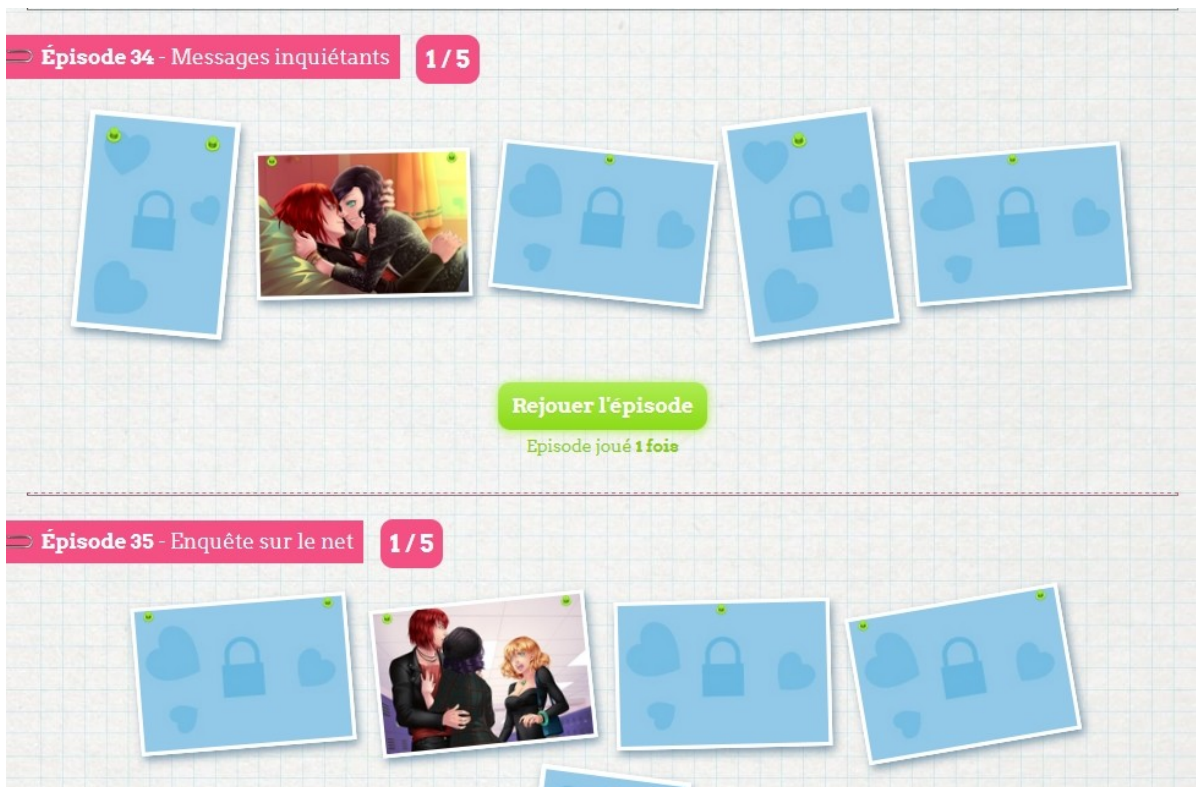 Épisode 34 - Messages inquiétants
1/5
Rejouer l'épisode
Episode joué 1 fois
Épisode 35 - Enquête sur le net
1/5